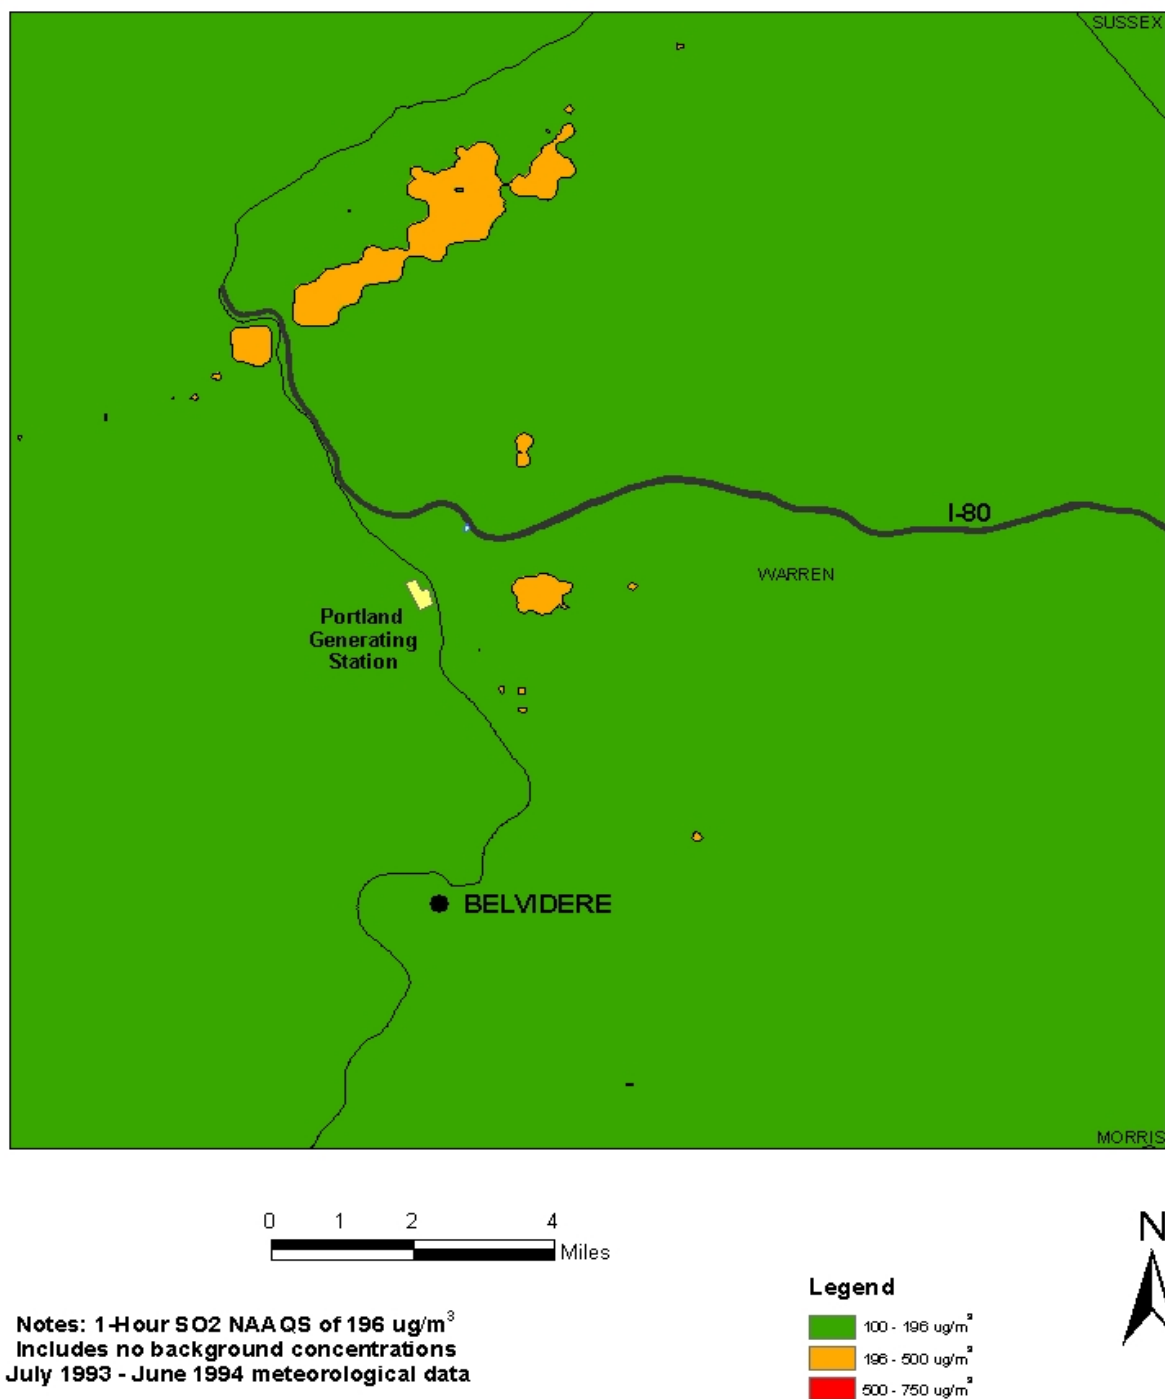 SUSSEX
I-80
WARREN
Portland
Generating
Station
BELVIDERE
MORRIS
0 1 2 4
Miles
N
Legend
100 - 196 ug/m³
196 - 500 ug/m³
500 - 750 ug/m³
Notes: 1-Hour SO2 NAAQS of 196 ug/m³
Includes no background concentrations
July 1993 - June 1994 meteorological data